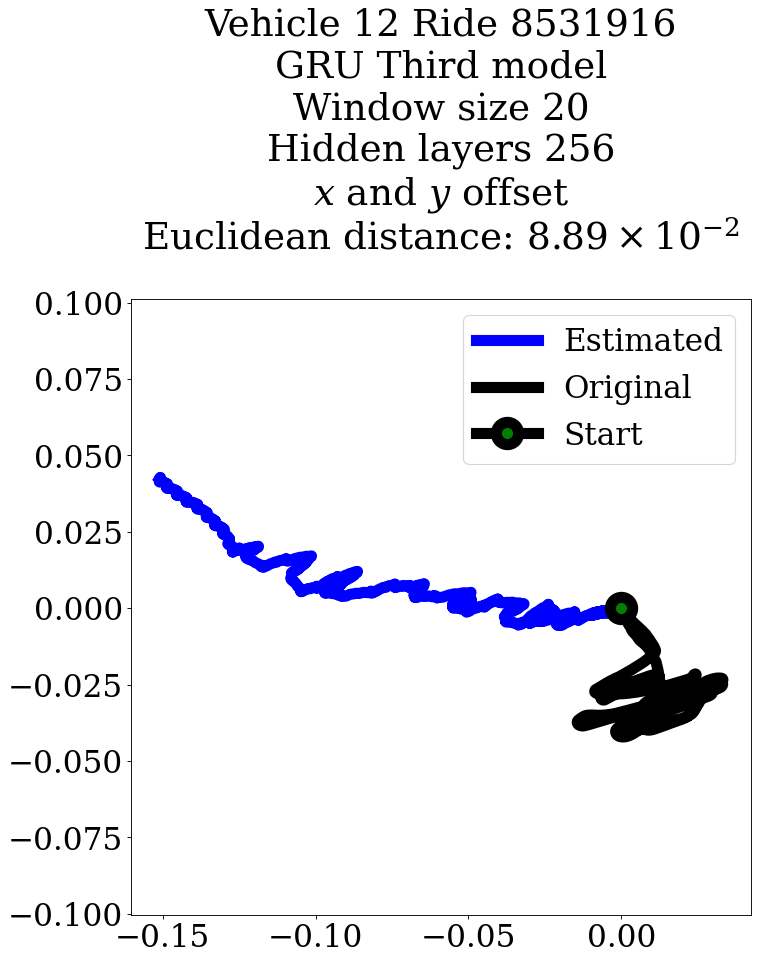 Vehicle 12 Ride 8531916
GRU Third model
Window size 20
Hidden layers 256
x and y offset
Euclidean distance: 8.89 × 10⁻²
Estimated
Original
Start
0.100
0.075
0.050
0.025
0.000
−0.025
−0.050
−0.075
−0.100
−0.15 −0.10 −0.05 0.00